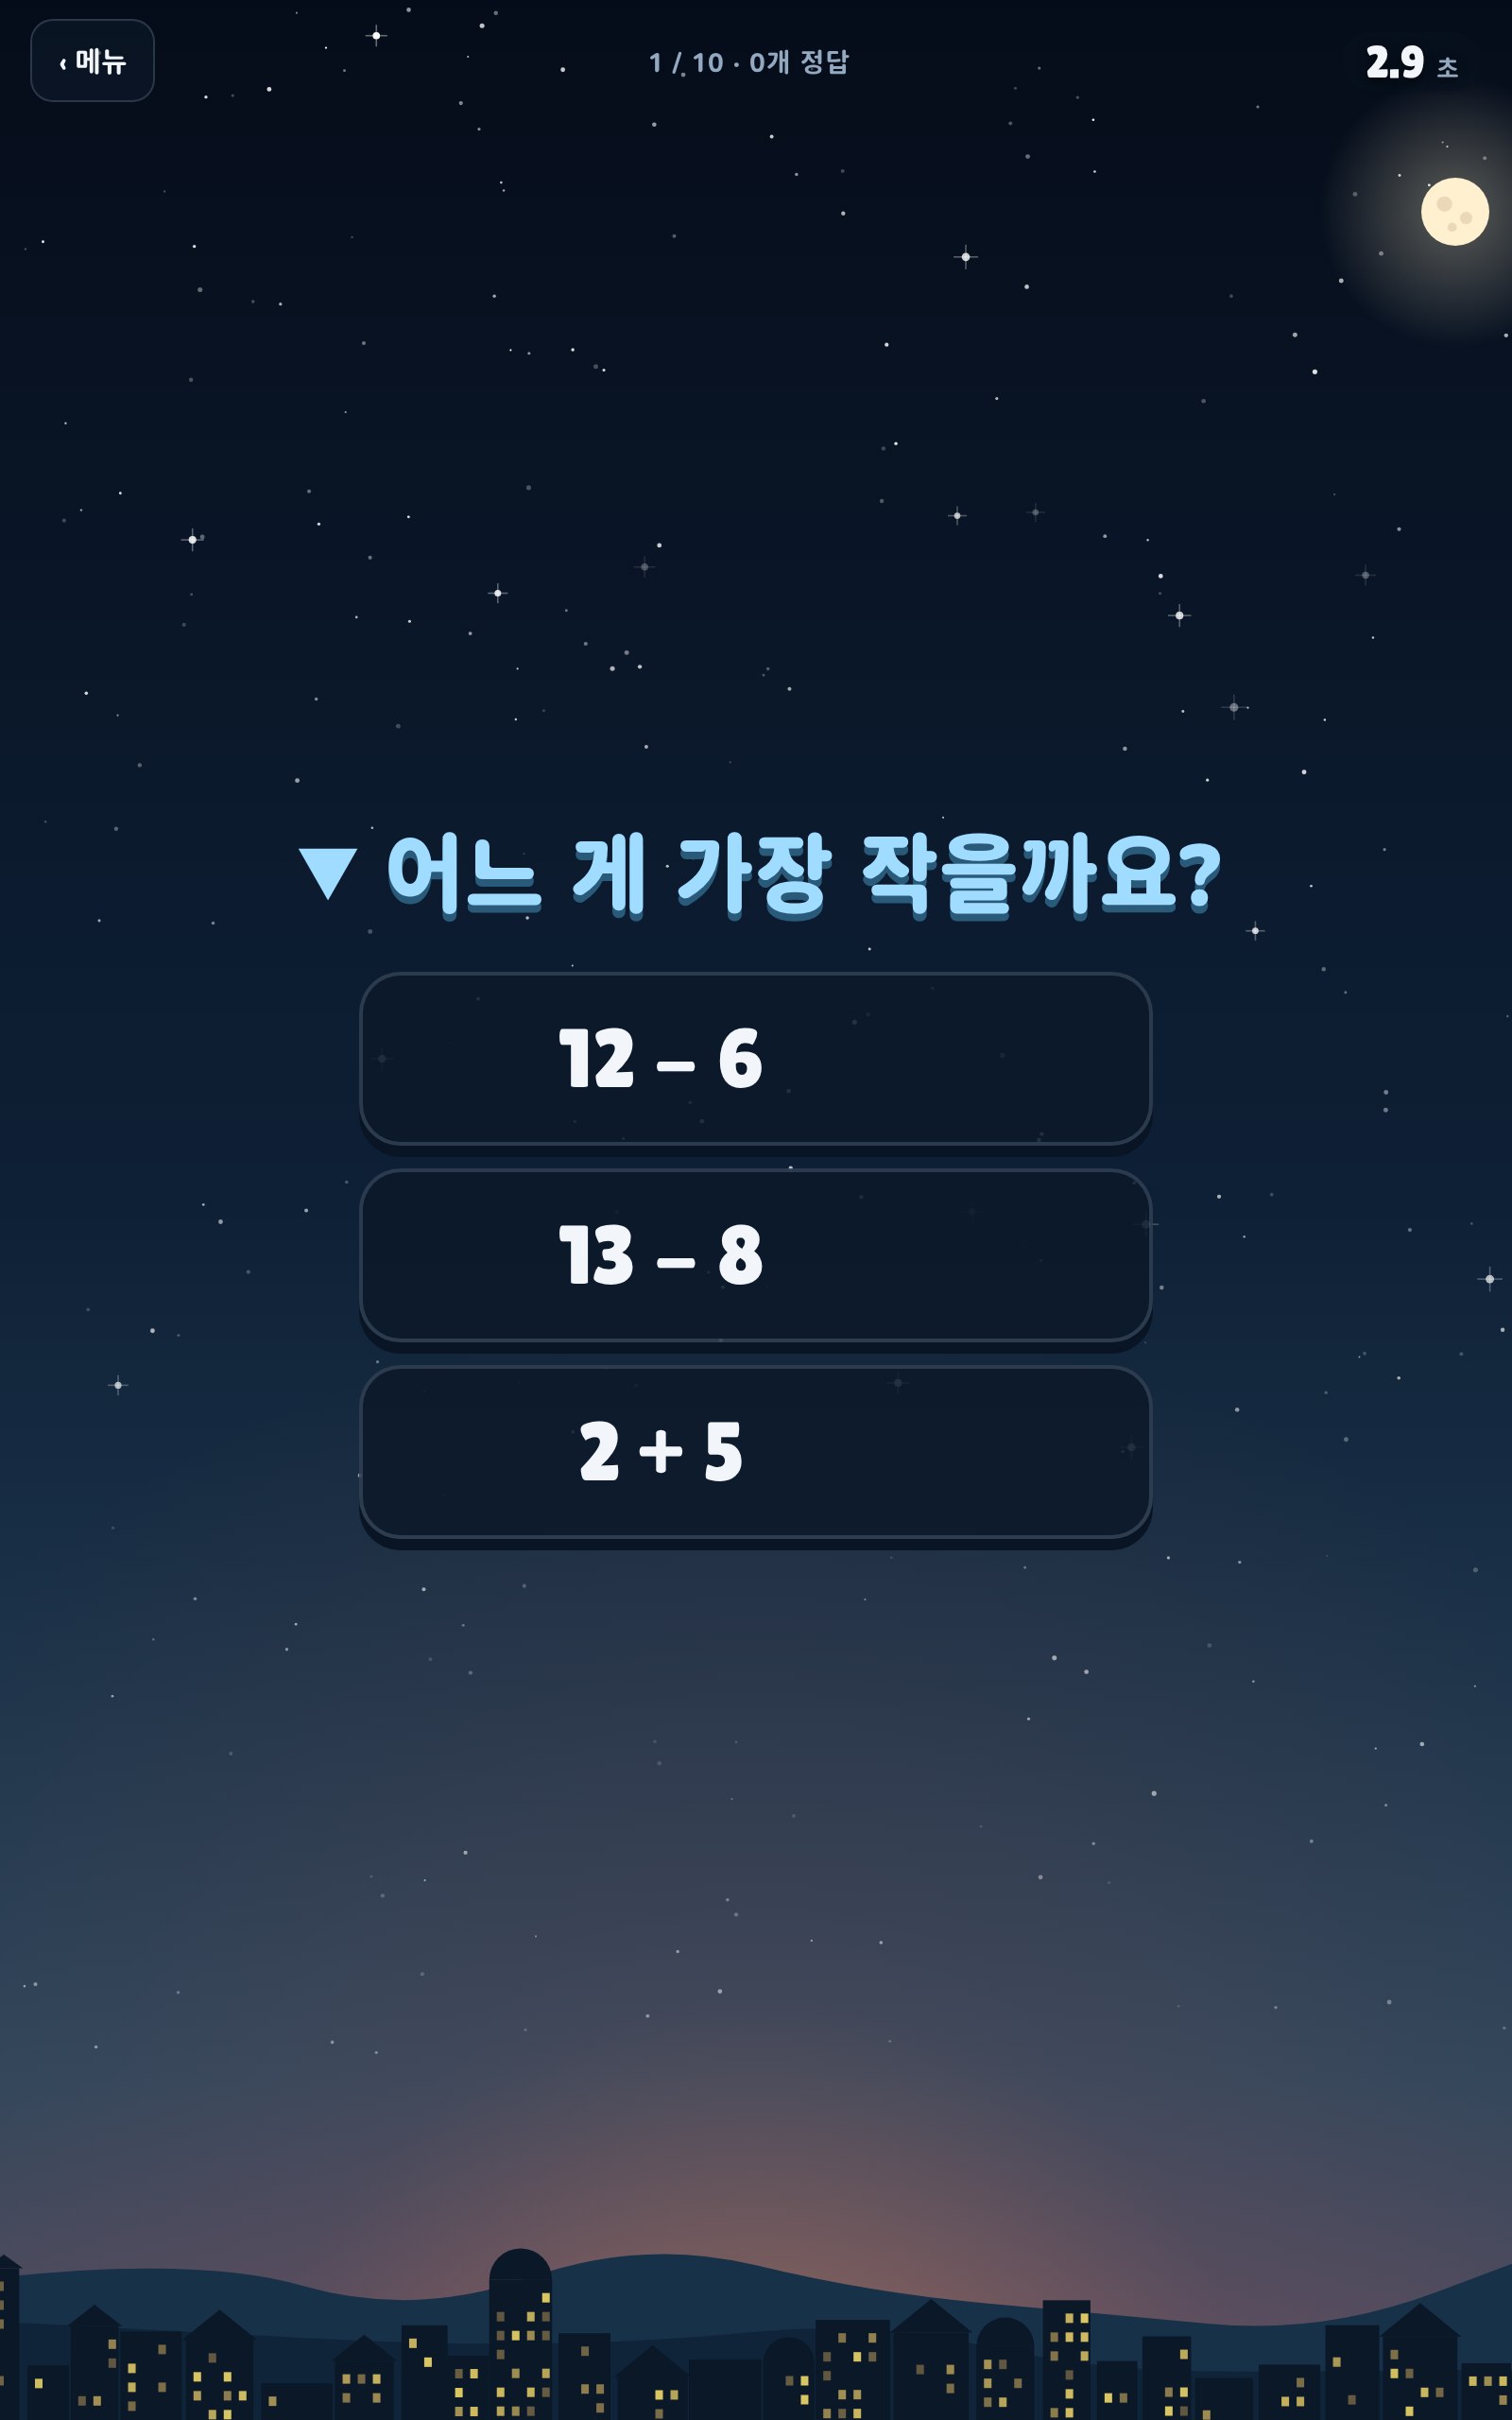 ‹ 메뉴
1 / 10 · 0개 정답
2.9 초
▼ 어느 게 가장 작을까요?
12 – 6
13 – 8
2 + 5